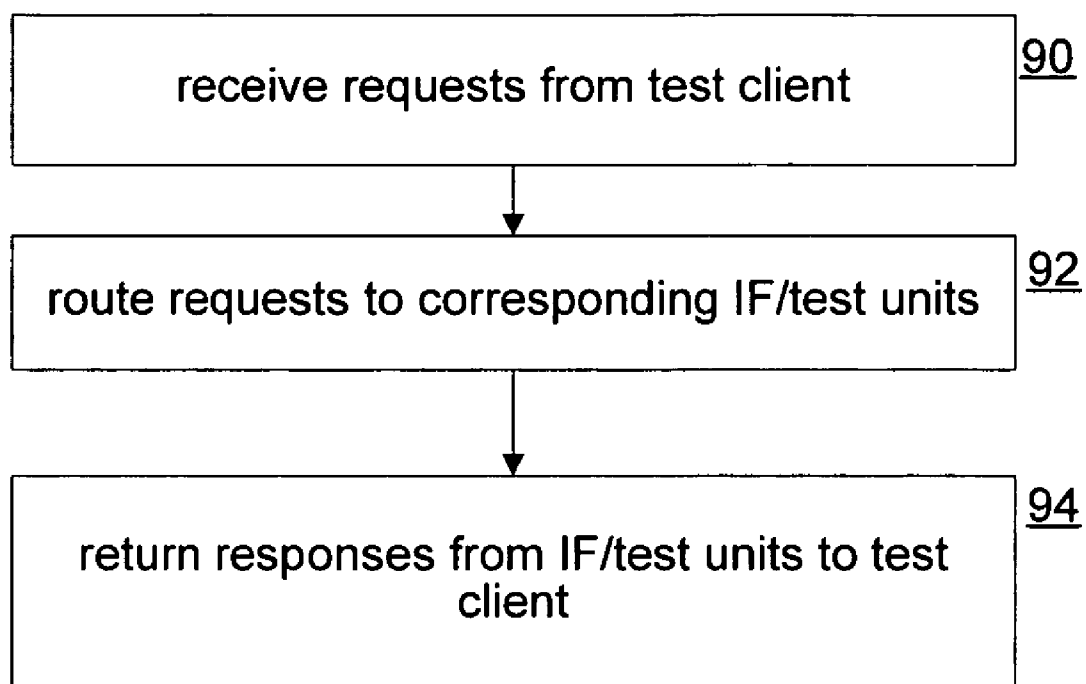 receive requests from test client
90
route requests to corresponding IF/test units
92
return responses from IF/test units to test
client
94